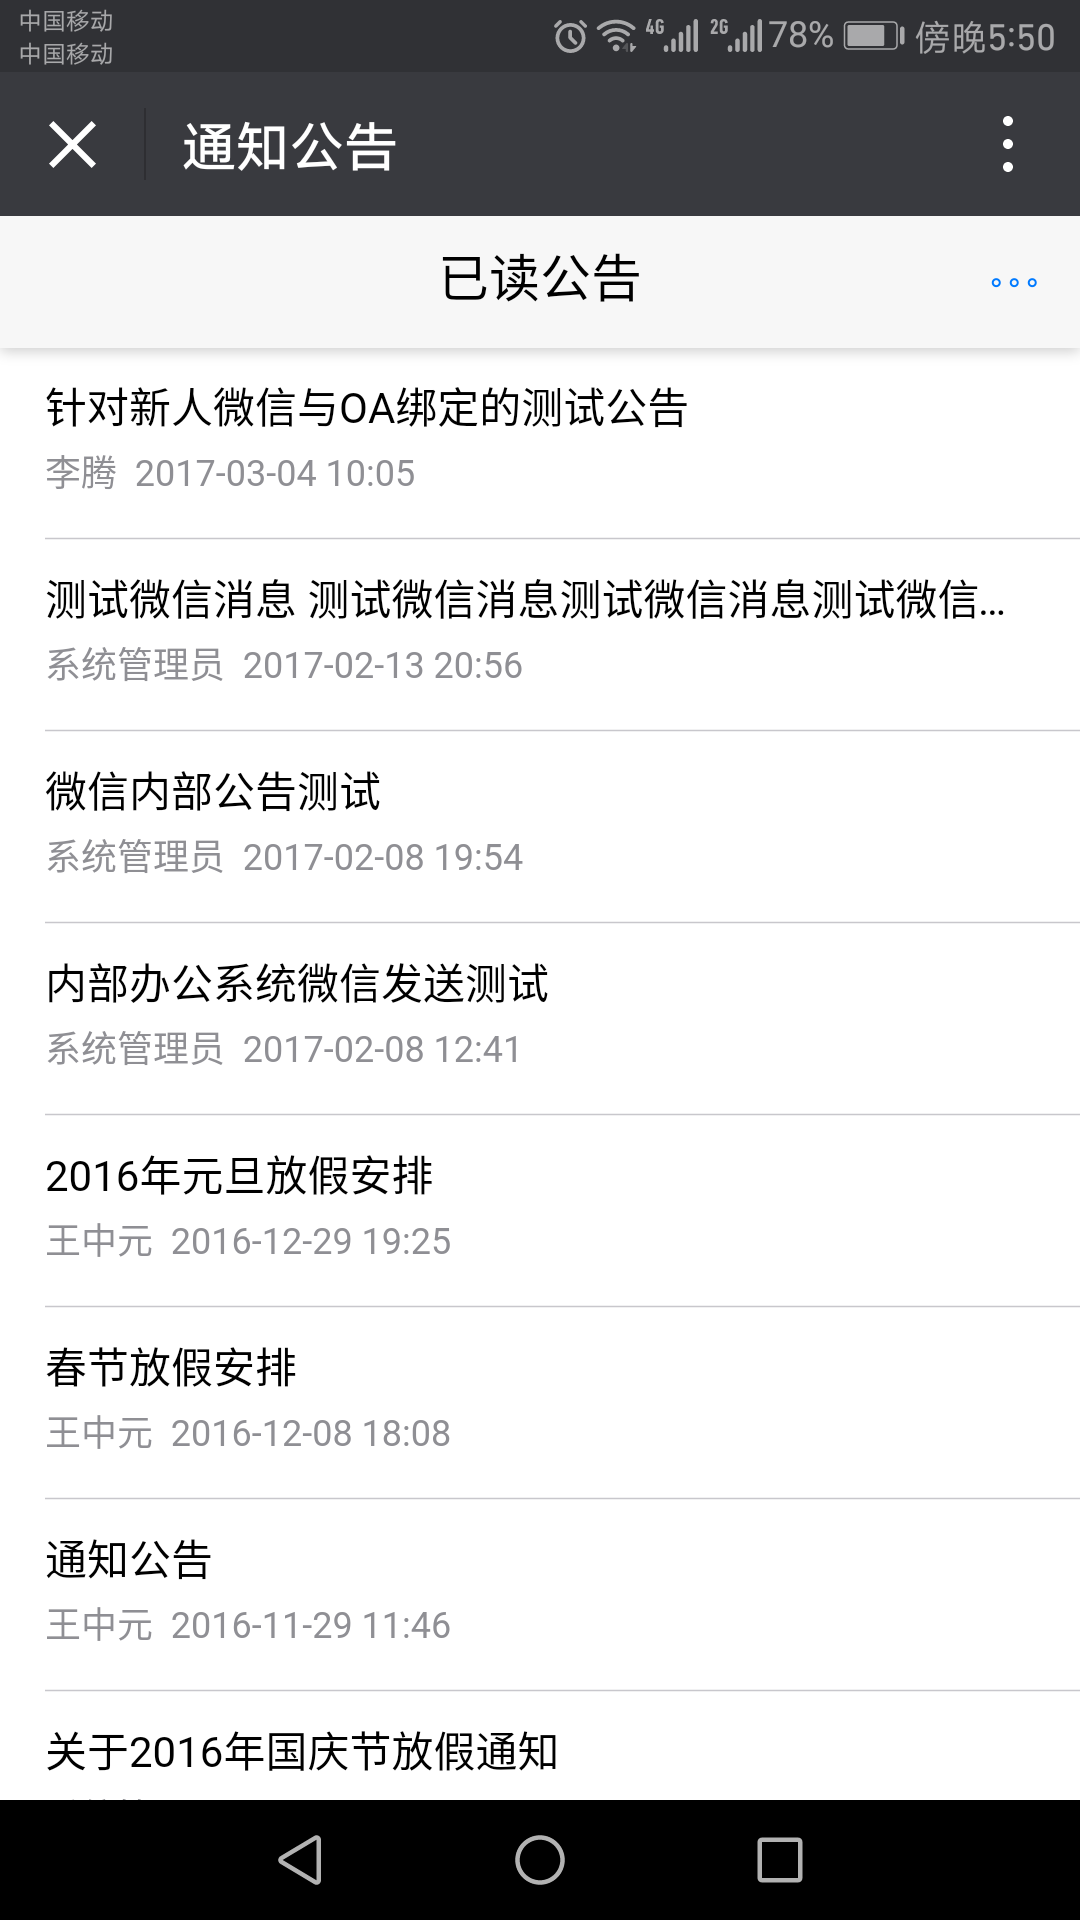 中国移动
中国移动
4G 2G 78% 傍晚5:50
通知公告
已读公告
针对新人微信与OA绑定的测试公告
李腾 2017-03-04 10:05
测试微信消息 测试微信消息测试微信消息测试微信...
系统管理员 2017-02-13 20:56
微信内部公告测试
系统管理员 2017-02-08 19:54
内部办公系统微信发送测试
系统管理员 2017-02-08 12:41
2016年元旦放假安排
王中元 2016-12-29 19:25
春节放假安排
王中元 2016-12-08 18:08
通知公告
王中元 2016-11-29 11:46
关于2016年国庆节放假通知